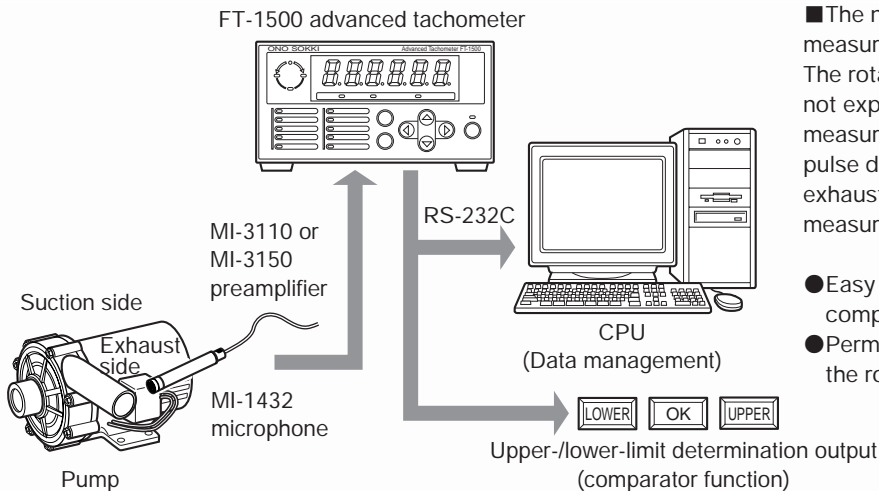 FT-1500 advanced tachometer
ONO SOKKI
Advanced Tachometer FT-1500
RS-232C
MI-3110 or
MI-3150
preamplifier
Suction side
Exhaust
side
MI-1432
microphone
Pump
CPU
(Data management)
LOWER OK UPPER
Upper-/lower-limit determination output
(comparator function)
■The
measu
The rota
not exp
measur
pulse d
exhaust
measur
●Easy
comp
●Perm
the ro